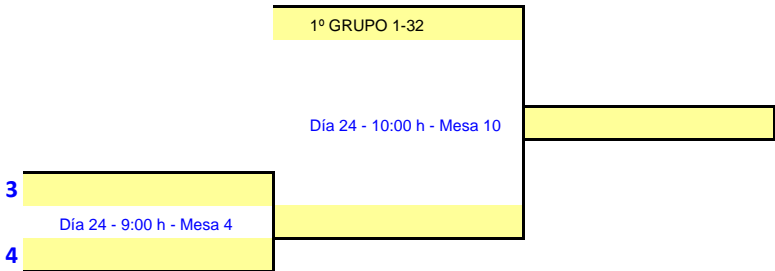 1º GRUPO 1-32
Día 24 - 10:00 h - Mesa 10
3
Día 24 - 9:00 h - Mesa 4
4